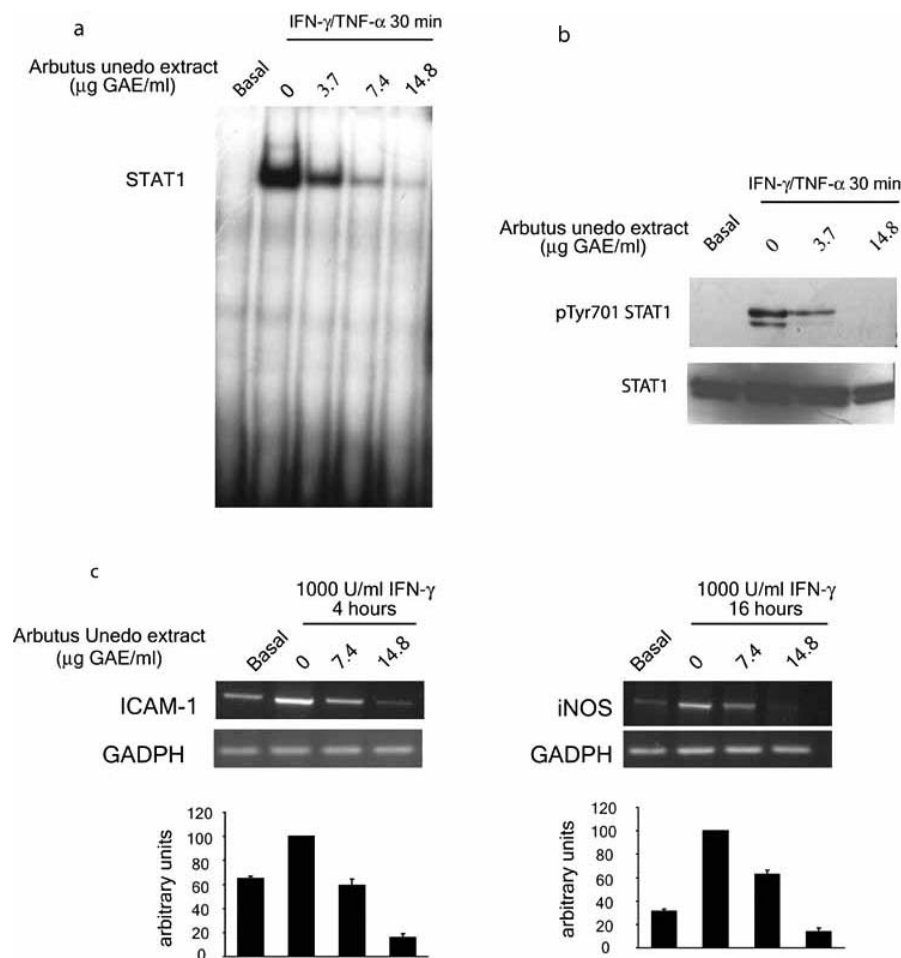 a
IFN-γ/TNF-α 30 min
Arbutus unedo extract
(μg GAE/ml)
Basal
0
3.7
7.4
14.8
STAT1
b
IFN-γ/TNF-α 30 min
Arbutus unedo extract
(μg GAE/ml)
Basal
0
3.7
14.8
pTyr701 STAT1
STAT1
c
1000 U/ml IFN-γ
4 hours
Arbutus Unedo extract
(μg GAE/ml)
Basal
0
7.4
14.8
ICAM-1
GADPH
arbitrary units
120
100
80
60
40
20
0
1000 U/ml IFN-γ
16 hours
Basal
0
7.4
14.8
iNOS
GADPH
arbitrary units
120
100
80
60
40
20
0